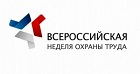 ВСЕРОССИЙСКАЯ
НЕДЕЛЯ ОХРАНЫ ТРУДА